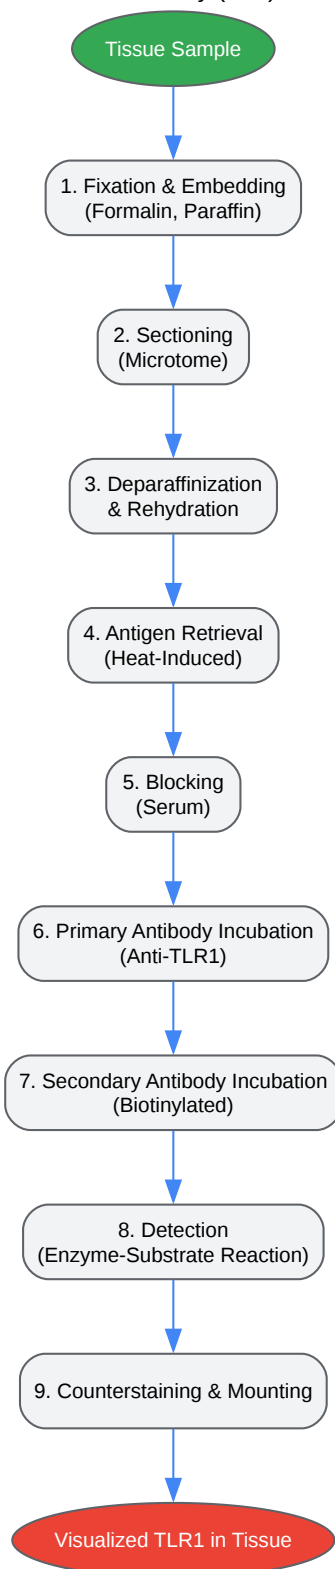 Tissue Sample
1. Fixation & Embedding
(Formalin, Paraffin)
2. Sectioning
(Microtome)
3. Deparaffinization
& Rehydration
4. Antigen Retrieval
(Heat-Induced)
5. Blocking
(Serum)
6. Primary Antibody Incubation
(Anti-TLR1)
7. Secondary Antibody Incubation
(Biotinylated)
8. Detection
(Enzyme-Substrate Reaction)
9. Counterstaining & Mounting
Visualized TLR1 in Tissue